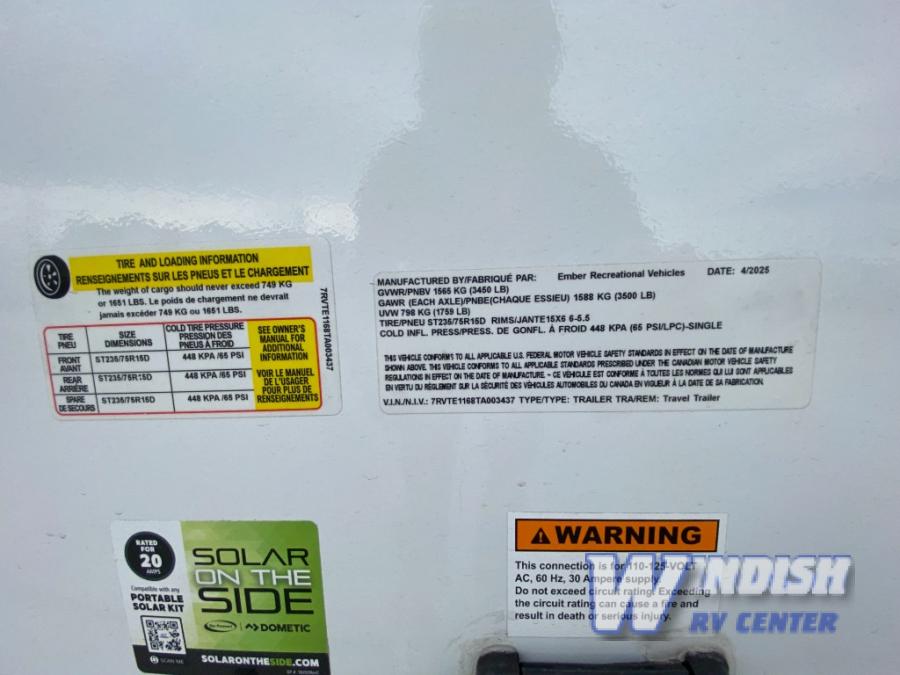 TIRE AND LOADING INFORMATION
RENSEIGNEMENTS SUR LES PNEUS ET LE CHARGEMENT
The weight of cargo should never exceed 749 KG
or 1651 LBS. Le poids de chargement ne devrait
jamais excéder 749 KG ou 1651 LBS.
TIRE PNEU
SIZE DIMENSIONS
COLD TIRE PRESSURE PRESSION DES PNEUS A FROID
FRONT AVANT ST235/75R15D 448 KPA /65 PSI
REAR ARRIÈRE ST235/75R15D 448 KPA /65 PSI
SPARE DE SECOURS ST235/75R15D 448 KPA /65 PSI
SEE OWNER'S
MANUAL FOR
ADDITIONAL
INFORMATION
VOIR LE MANUEL
DE L'USAGER
POUR PLUS DE
RENSEIGNEMENTS
7RVTE1168TA003437
MANUFACTURED BY/FABRIQUÉ PAR: Ember Recreational Vehicles DATE: 4/2025
GVWR/PNBV 1565 KG (3450 LB)
GAWR (EACH AXLE)/PNBE(CHAQUE ESSIEU) 1588 KG (3500 LB)
UVW 798 KG (1759 LB)
TIRE/PNEU ST235/75R15D RIMS/JANTE15X6 6-5.5
COLD INFL. PRESS/PRESS. DE GONFL. À FROID 448 KPA (65 PSI/LPC)-SINGLE
THIS VEHICLE CONFORMS TO ALL APPLICABLE U.S. FEDERAL MOTOR VEHICLE SAFETY STANDARDS IN EFFECT ON THE DATE OF MANUFACTURE
SHOWN ABOVE. THIS VEHICLE CONFORMS TO ALL APPLICABLE STANDARDS PRESCRIBED UNDER THE CANADIAN MOTOR VEHICLE SAFETY
REGULATIONS IN EFFECT ON THE DATE OF MANUFACTURE. ~ CE VÉHICULE EST CONFORME À TOUTES LES NORMES QUI LUI SONT APPLICABLES
EN VERTU DU RÈGLEMENT SUR LA SÉCURITÉ DES VÉHICULES AUTOMOBILES DU CANADA EN VIGUEUR À LA DATE DE SA FABRICATION.
V.I.N./N.I.V.: 7RVTE1168TA003437 TYPE/TYPE: TRAILER TRA/REM: Travel Trailer
RATED
FOR
20
AMPS
Compatible with any
PORTABLE
SOLAR KIT
SCAN ME
SOLAR
ON THE
SIDE
DOMETIC
SOLARONTHESIDE.COM
WARNING
This connection is for 110-125-VOLT
AC, 60 Hz, 30 Ampere supply.
Do not exceed circuit rating. Exceeding
the circuit rating can cause a fire and
result in death or serious injury.
WINDISH
RV CENTER